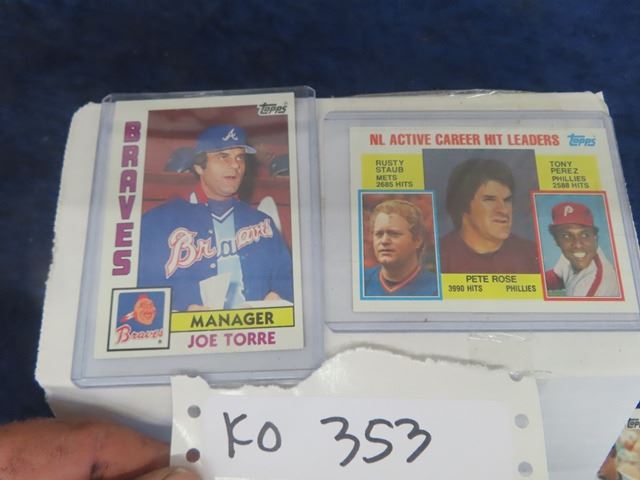 topps
BRAVES
Braves
Braves
MANAGER
JOE TORRE
NL ACTIVE CAREER HIT LEADERS
topps
RUSTY
STAUB
METS
2685 HITS
TONY
PEREZ
PHILLIES
2588 HITS
PETE ROSE
3990 HITS PHILLIES
KO 353